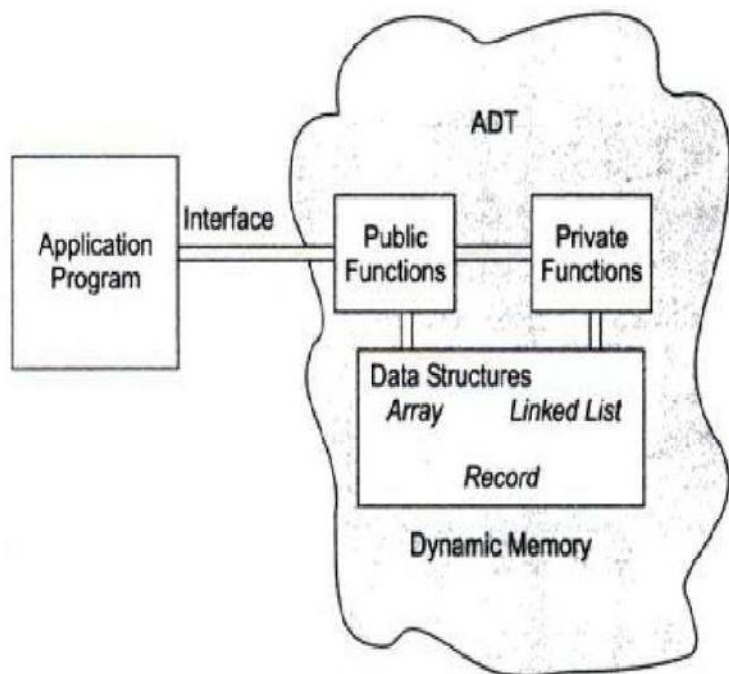 ADT
Interface
Application
Program
Public
Functions
Private
Functions
Data Structures
Array
Linked List
Record
Dynamic Memory